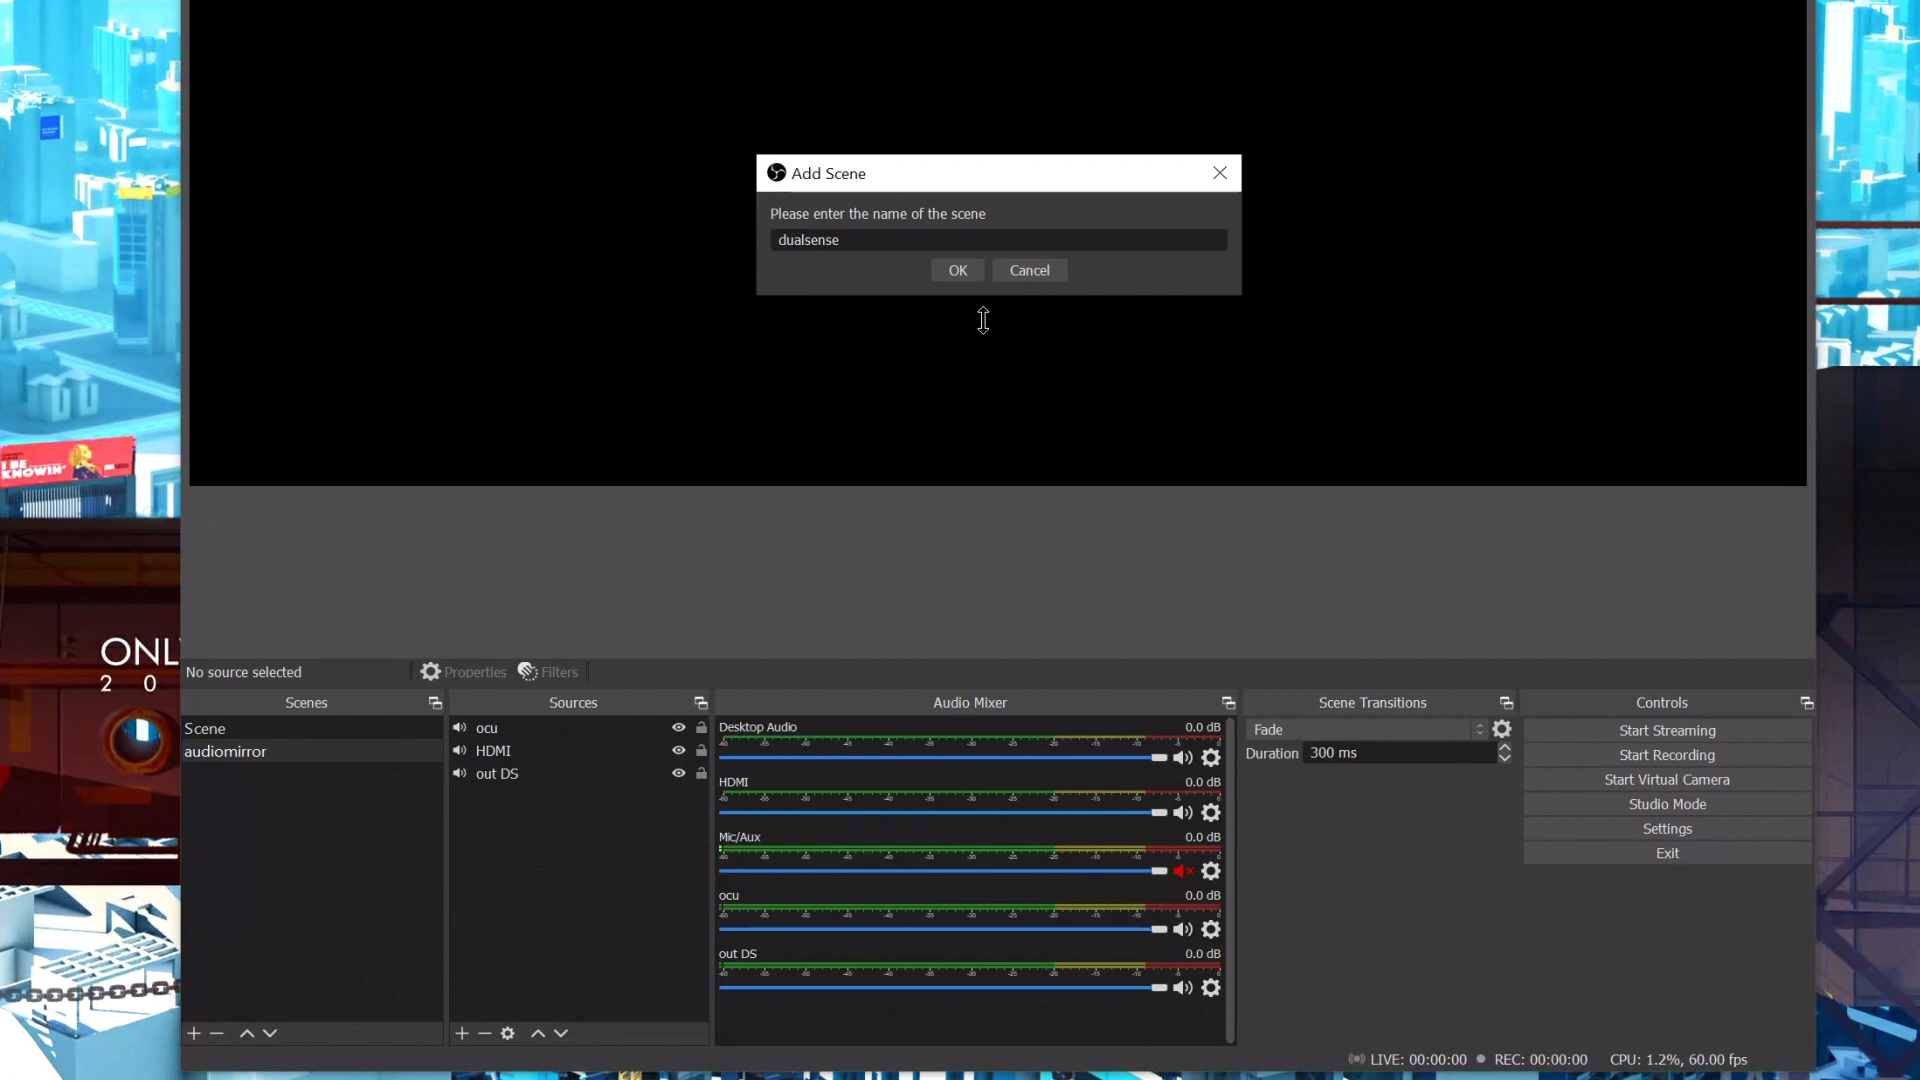 Add Scene
Please enter the name of the scene
dualsense
OK Cancel
I BE
KNOWIN'
ONL
2 0
No source selected Properties Filters
Scenes Sources Audio Mixer Scene Transitions Controls
Scene
audiomirror
ocu
HDMI
out DS
Desktop Audio 0.0 dB
HDMI 0.0 dB
Mic/Aux 0.0 dB
ocu 0.0 dB
out DS 0.0 dB
Fade
Duration 300 ms
Start Streaming
Start Recording
Start Virtual Camera
Studio Mode
Settings
Exit
LIVE: 00:00:00 REC: 00:00:00 CPU: 1.2%, 60.00 fps